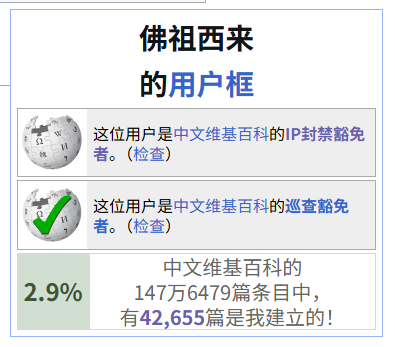 佛祖西来
的用户框
这位用户是中文维基百科的IP封禁豁免
者。（检查）
这位用户是中文维基百科的巡查豁免
者。（检查）
2.9%
中文维基百科的
147万6479篇条目中，
有42,655篇是我建立的！